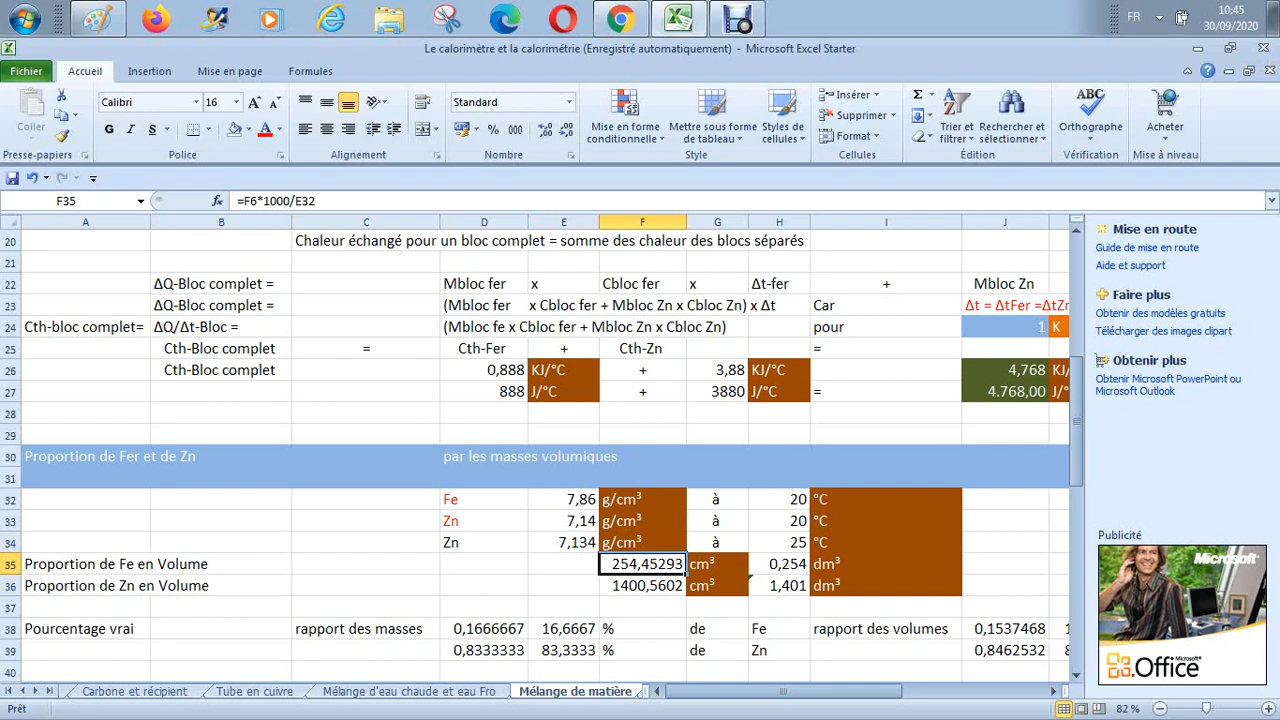 FR
10:45
30/09/2020
Le calorimètre et la calorimétrie (Enregistré automatiquement) - Microsoft Excel Starter
Fichier Accueil Insertion Mise en page Formules
Coller
Calibri 16
G I S
Standard
% 000
Mise en forme conditionnelle
Mettre sous forme de tableau
Styles de cellules
Insérer
Supprimer
Format
Σ
Trier et filtrer
Rechercher et sélectionner
ABC
Orthographe
Acheter
Presse-papiers Police Alignement Nombre Style Cellules Édition Vérification Mise à niveau
F35 fx =F6*1000/E32
A B C D E F G H I J
20 Chaleur échangé pour un bloc complet = somme des chaleur des blocs séparés
21
22 ΔQ-Bloc complet = Mbloc fer x Cbloc fer x Δt-fer + Mbloc Zn
23 ΔQ-Bloc complet = (Mbloc fer x Cbloc fer + Mbloc Zn x Cbloc Zn) x Δt Car Δt = ΔtFer =ΔtZn
24 Cth-bloc complet= ΔQ/Δt-Bloc = (Mbloc fe x Cbloc fer + Mbloc Zn x Cbloc Zn) pour 1 K
25 Cth-Bloc complet = Cth-Fer + Cth-Zn =
26 Cth-Bloc complet 0,888 KJ/°C + 3,88 KJ/°C 4,768 KJ/
27 888 J/°C + 3880 J/°C = 4.768,00 J/°
28
29
30 Proportion de Fer et de Zn par les masses volumiques
31
32 Fe 7,86 g/cm³ à 20 °C
33 Zn 7,14 g/cm³ à 20 °C
34 Zn 7,134 g/cm³ à 25 °C
35 Proportion de Fe en Volume 254,45293 cm³ 0,254 dm³
36 Proportion de Zn en Volume 1400,5602 cm³ 1,401 dm³
37
38 Pourcentage vrai rapport des masses 0,1666667 16,6667 % de Fe rapport des volumes 0,1537468 1
39 0,8333333 83,3333 % de Zn 0,8462532 8
40
Mise en route
Guide de mise en route
Aide et support
Faire plus
Obtenir des modèles gratuits
Télécharger des images clipart
Obtenir plus
Obtenir Microsoft PowerPoint ou Microsoft Outlook
Publicité
Microsoft
Microsoft
Office
Carbone et récipient Tube en cuivre Mélange d'eau chaude et eau Fro Mélange de matière
Prêt 82 %